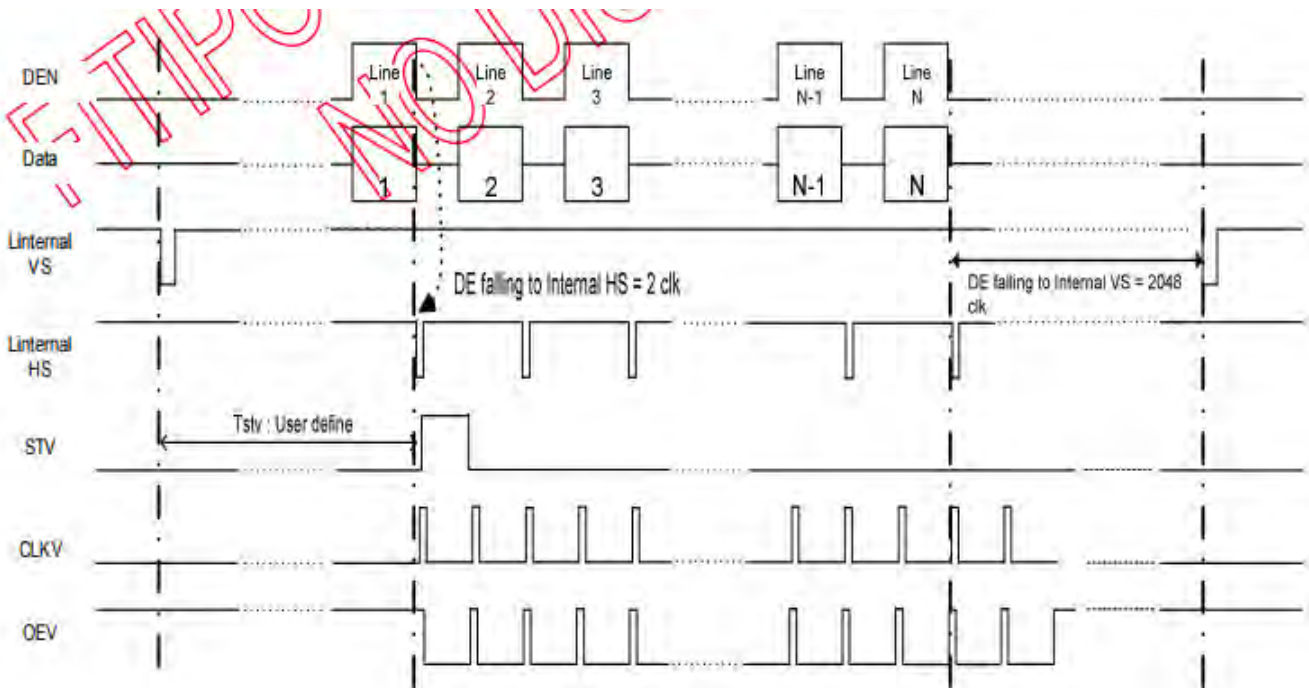 NO DI
DEN
Line 1
Line 2
Line 3
Line N-1
Line N
Data
1
2
3
N-1
N
Linternal VS
DE falling to Internal HS = 2 clk
DE falling to Internal VS = 2048 clk
Linternal HS
Tstv : User define
STV
CLKV
OEV